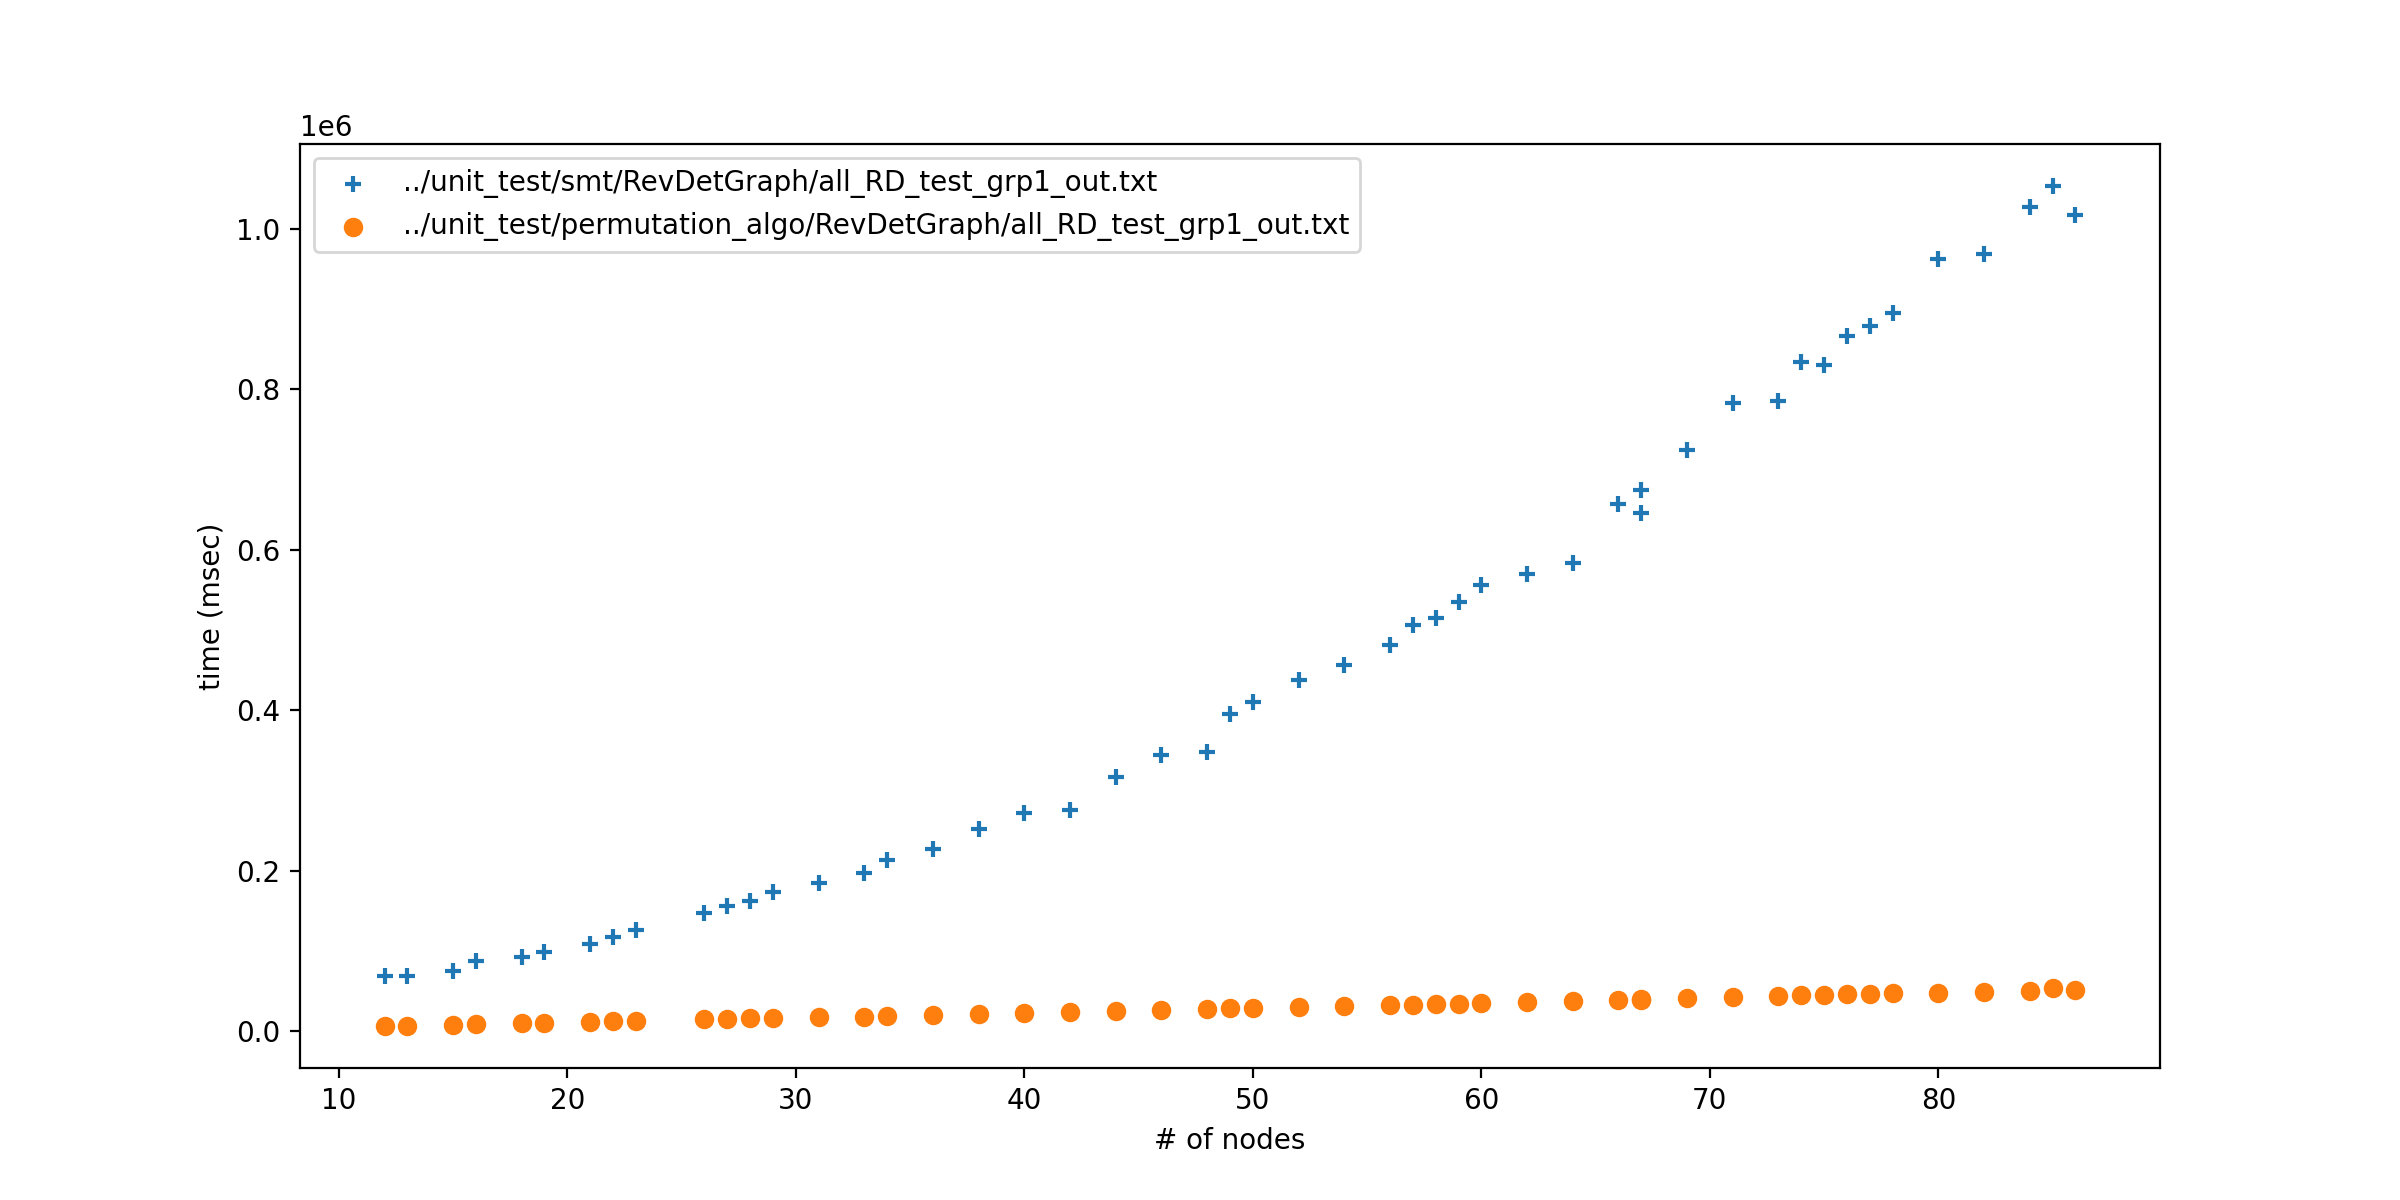 1e6
../unit_test/smt/RevDetGraph/all_RD_test_grp1_out.txt
../unit_test/permutation_algo/RevDetGraph/all_RD_test_grp1_out.txt
1.0
0.8
0.6
0.4
0.2
0.0
time (msec)
10 20 30 40 50 60 70 80
# of nodes